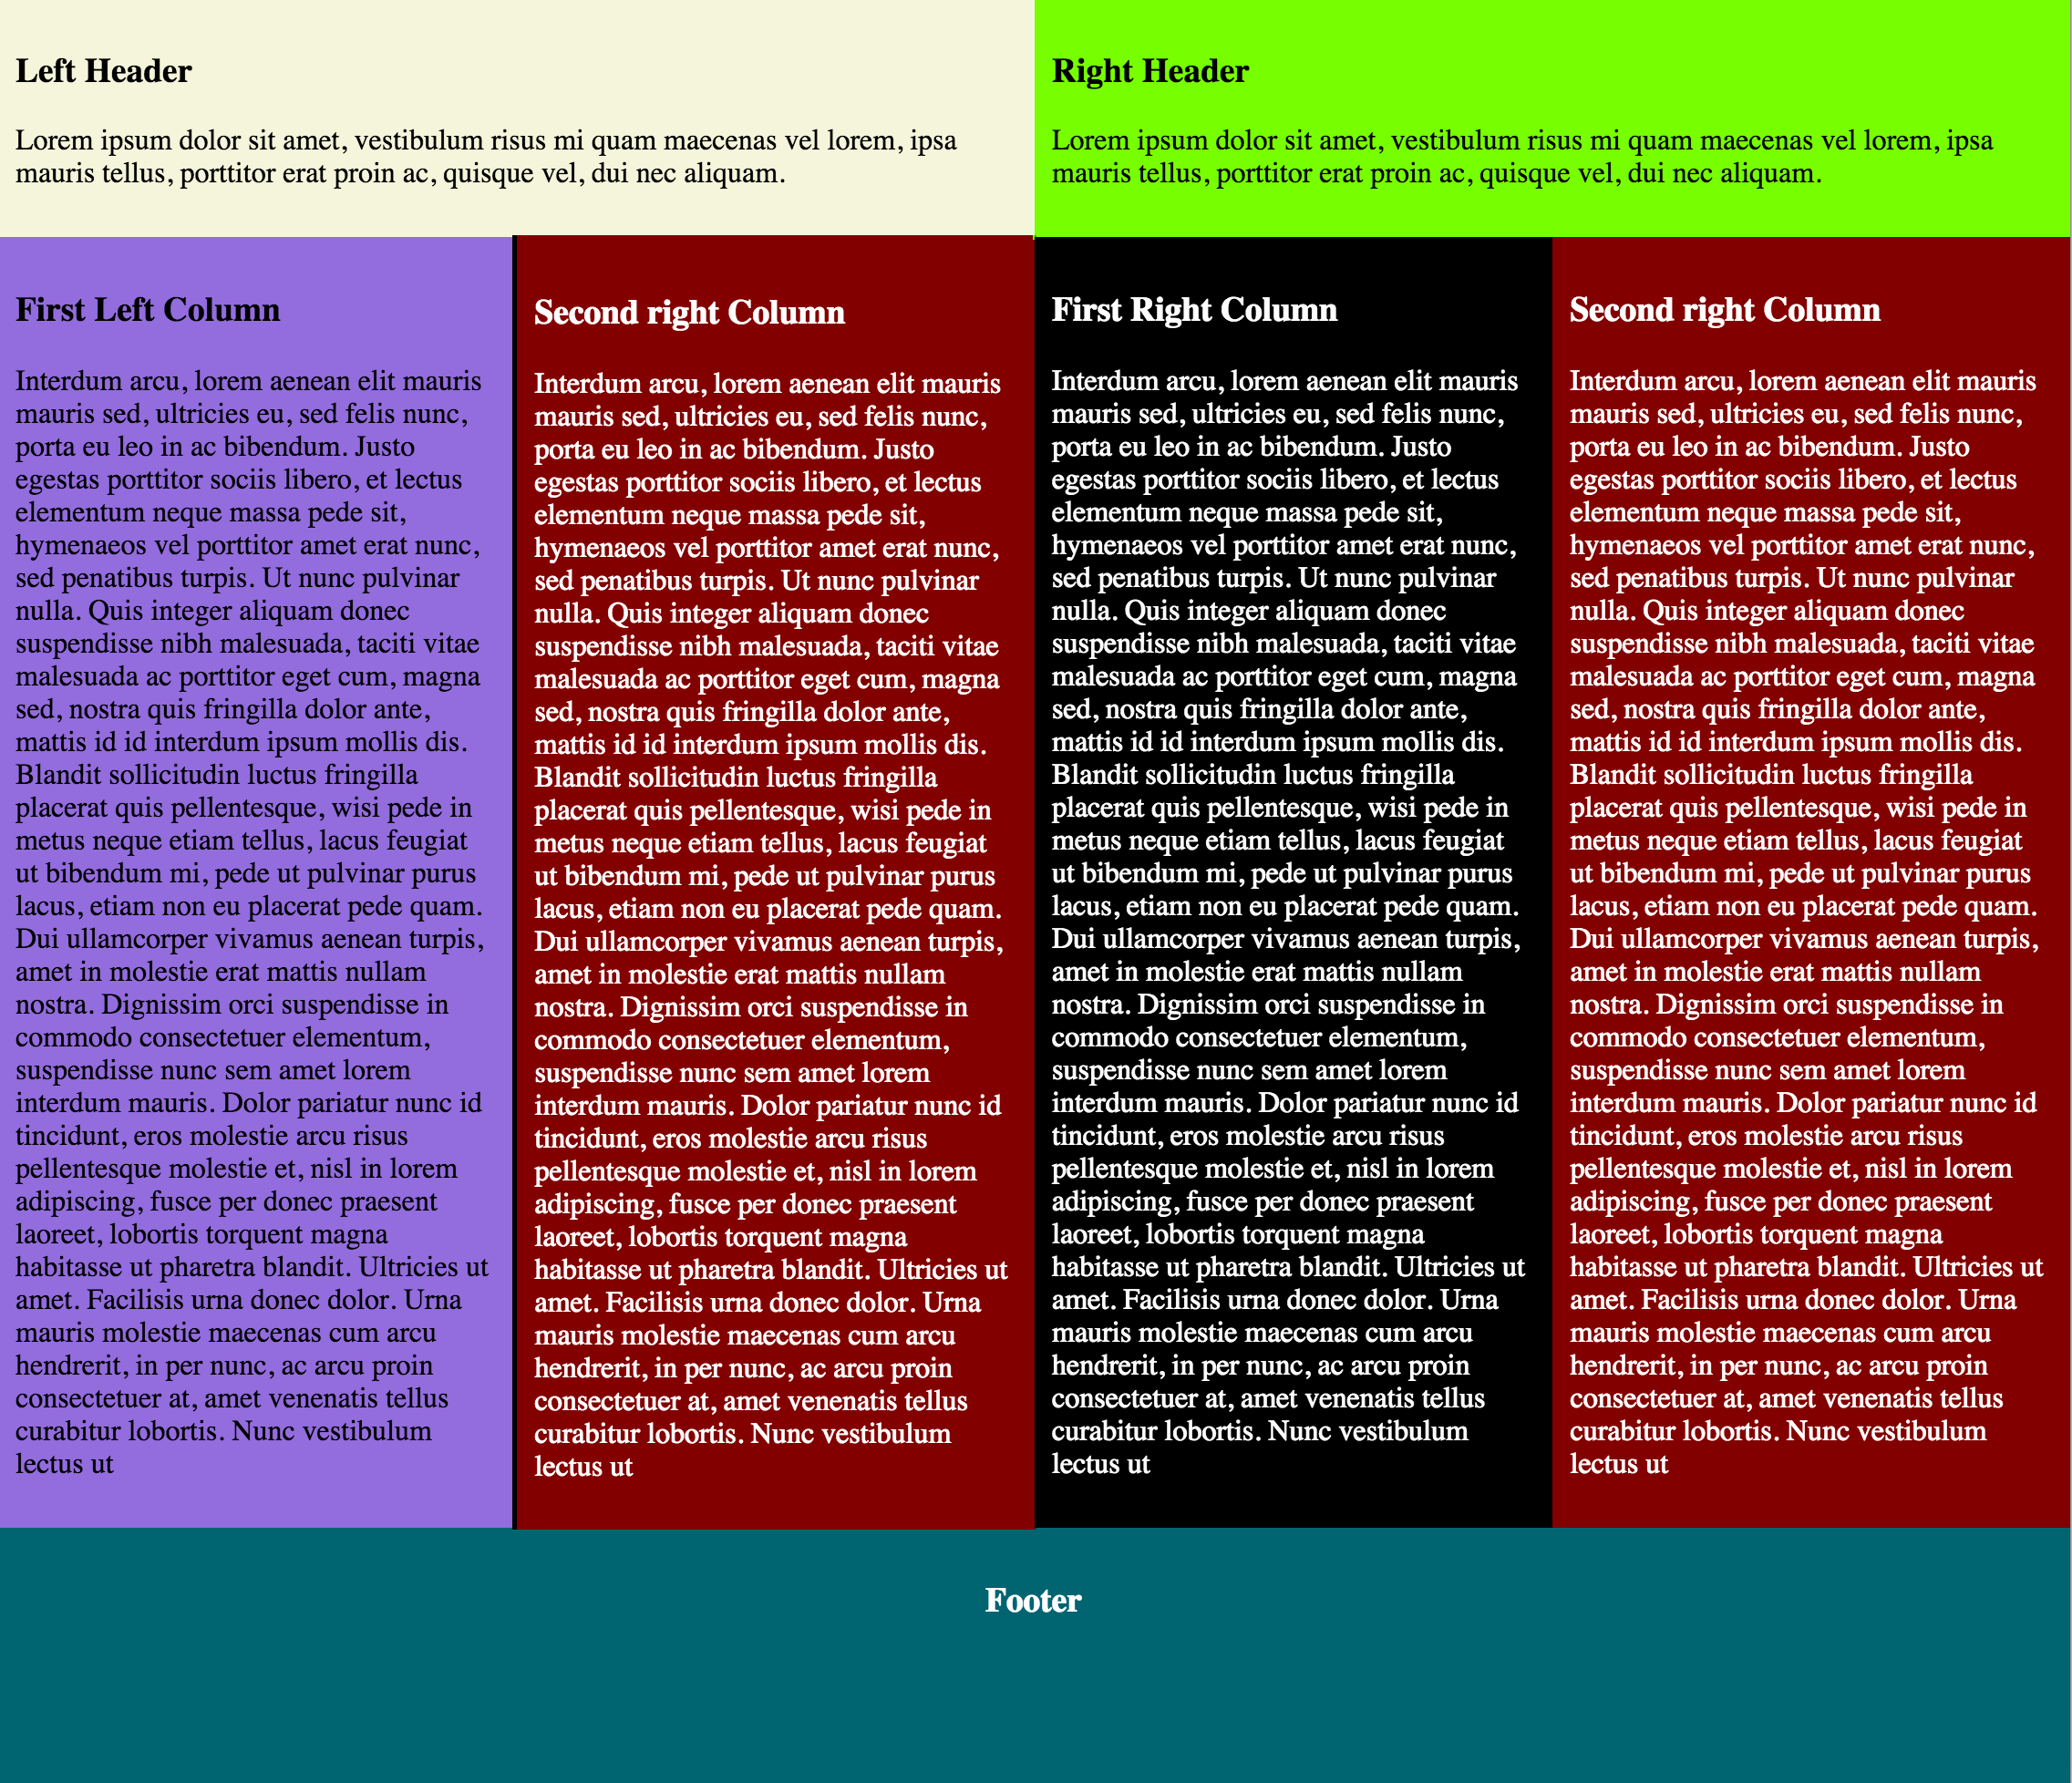 Left Header
Lorem ipsum dolor sit amet, vestibulum risus mi quam maecenas vel lorem, ipsa
mauris tellus, porttitor erat proin ac, quisque vel, dui nec aliquam.
Right Header
Lorem ipsum dolor sit amet, vestibulum risus mi quam maecenas vel lorem, ipsa
mauris tellus, porttitor erat proin ac, quisque vel, dui nec aliquam.
First Left Column
Interdum arcu, lorem aenean elit mauris
mauris sed, ultricies eu, sed felis nunc,
porta eu leo in ac bibendum. Justo
egestas porttitor sociis libero, et lectus
elementum neque massa pede sit,
hymenaeos vel porttitor amet erat nunc,
sed penatibus turpis. Ut nunc pulvinar
nulla. Quis integer aliquam donec
suspendisse nibh malesuada, taciti vitae
malesuada ac porttitor eget cum, magna
sed, nostra quis fringilla dolor ante,
mattis id id interdum ipsum mollis dis.
Blandit sollicitudin luctus fringilla
placerat quis pellentesque, wisi pede in
metus neque etiam tellus, lacus feugiat
ut bibendum mi, pede ut pulvinar purus
lacus, etiam non eu placerat pede quam.
Dui ullamcorper vivamus aenean turpis,
amet in molestie erat mattis nullam
nostra. Dignissim orci suspendisse in
commodo consectetuer elementum,
suspendisse nunc sem amet lorem
interdum mauris. Dolor pariatur nunc id
tincidunt, eros molestie arcu risus
pellentesque molestie et, nisl in lorem
adipiscing, fusce per donec praesent
laoreet, lobortis torquent magna
habitasse ut pharetra blandit. Ultricies ut
amet. Facilisis urna donec dolor. Urna
mauris molestie maecenas cum arcu
hendrerit, in per nunc, ac arcu proin
consectetuer at, amet venenatis tellus
curabitur lobortis. Nunc vestibulum
lectus ut
Second right Column
Interdum arcu, lorem aenean elit mauris
mauris sed, ultricies eu, sed felis nunc,
porta eu leo in ac bibendum. Justo
egestas porttitor sociis libero, et lectus
elementum neque massa pede sit,
hymenaeos vel porttitor amet erat nunc,
sed penatibus turpis. Ut nunc pulvinar
nulla. Quis integer aliquam donec
suspendisse nibh malesuada, taciti vitae
malesuada ac porttitor eget cum, magna
sed, nostra quis fringilla dolor ante,
mattis id id interdum ipsum mollis dis.
Blandit sollicitudin luctus fringilla
placerat quis pellentesque, wisi pede in
metus neque etiam tellus, lacus feugiat
ut bibendum mi, pede ut pulvinar purus
lacus, etiam non eu placerat pede quam.
Dui ullamcorper vivamus aenean turpis,
amet in molestie erat mattis nullam
nostra. Dignissim orci suspendisse in
commodo consectetuer elementum,
suspendisse nunc sem amet lorem
interdum mauris. Dolor pariatur nunc id
tincidunt, eros molestie arcu risus
pellentesque molestie et, nisl in lorem
adipiscing, fusce per donec praesent
laoreet, lobortis torquent magna
habitasse ut pharetra blandit. Ultricies ut
amet. Facilisis urna donec dolor. Urna
mauris molestie maecenas cum arcu
hendrerit, in per nunc, ac arcu proin
consectetuer at, amet venenatis tellus
curabitur lobortis. Nunc vestibulum
lectus ut
First Right Column
Interdum arcu, lorem aenean elit mauris
mauris sed, ultricies eu, sed felis nunc,
porta eu leo in ac bibendum. Justo
egestas porttitor sociis libero, et lectus
elementum neque massa pede sit,
hymenaeos vel porttitor amet erat nunc,
sed penatibus turpis. Ut nunc pulvinar
nulla. Quis integer aliquam donec
suspendisse nibh malesuada, taciti vitae
malesuada ac porttitor eget cum, magna
sed, nostra quis fringilla dolor ante,
mattis id id interdum ipsum mollis dis.
Blandit sollicitudin luctus fringilla
placerat quis pellentesque, wisi pede in
metus neque etiam tellus, lacus feugiat
ut bibendum mi, pede ut pulvinar purus
lacus, etiam non eu placerat pede quam.
Dui ullamcorper vivamus aenean turpis,
amet in molestie erat mattis nullam
nostra. Dignissim orci suspendisse in
commodo consectetuer elementum,
suspendisse nunc sem amet lorem
interdum mauris. Dolor pariatur nunc id
tincidunt, eros molestie arcu risus
pellentesque molestie et, nisl in lorem
adipiscing, fusce per donec praesent
laoreet, lobortis torquent magna
habitasse ut pharetra blandit. Ultricies ut
amet. Facilisis urna donec dolor. Urna
mauris molestie maecenas cum arcu
hendrerit, in per nunc, ac arcu proin
consectetuer at, amet venenatis tellus
curabitur lobortis. Nunc vestibulum
lectus ut
Second right Column
Interdum arcu, lorem aenean elit mauris
mauris sed, ultricies eu, sed felis nunc,
porta eu leo in ac bibendum. Justo
egestas porttitor sociis libero, et lectus
elementum neque massa pede sit,
hymenaeos vel porttitor amet erat nunc,
sed penatibus turpis. Ut nunc pulvinar
nulla. Quis integer aliquam donec
suspendisse nibh malesuada, taciti vitae
malesuada ac porttitor eget cum, magna
sed, nostra quis fringilla dolor ante,
mattis id id interdum ipsum mollis dis.
Blandit sollicitudin luctus fringilla
placerat quis pellentesque, wisi pede in
metus neque etiam tellus, lacus feugiat
ut bibendum mi, pede ut pulvinar purus
lacus, etiam non eu placerat pede quam.
Dui ullamcorper vivamus aenean turpis,
amet in molestie erat mattis nullam
nostra. Dignissim orci suspendisse in
commodo consectetuer elementum,
suspendisse nunc sem amet lorem
interdum mauris. Dolor pariatur nunc id
tincidunt, eros molestie arcu risus
pellentesque molestie et, nisl in lorem
adipiscing, fusce per donec praesent
laoreet, lobortis torquent magna
habitasse ut pharetra blandit. Ultricies ut
amet. Facilisis urna donec dolor. Urna
mauris molestie maecenas cum arcu
hendrerit, in per nunc, ac arcu proin
consectetuer at, amet venenatis tellus
curabitur lobortis. Nunc vestibulum
lectus ut
Footer